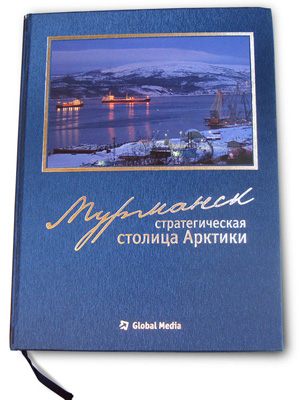 Мурманск
стратегическая
столица Арктики
Global Media